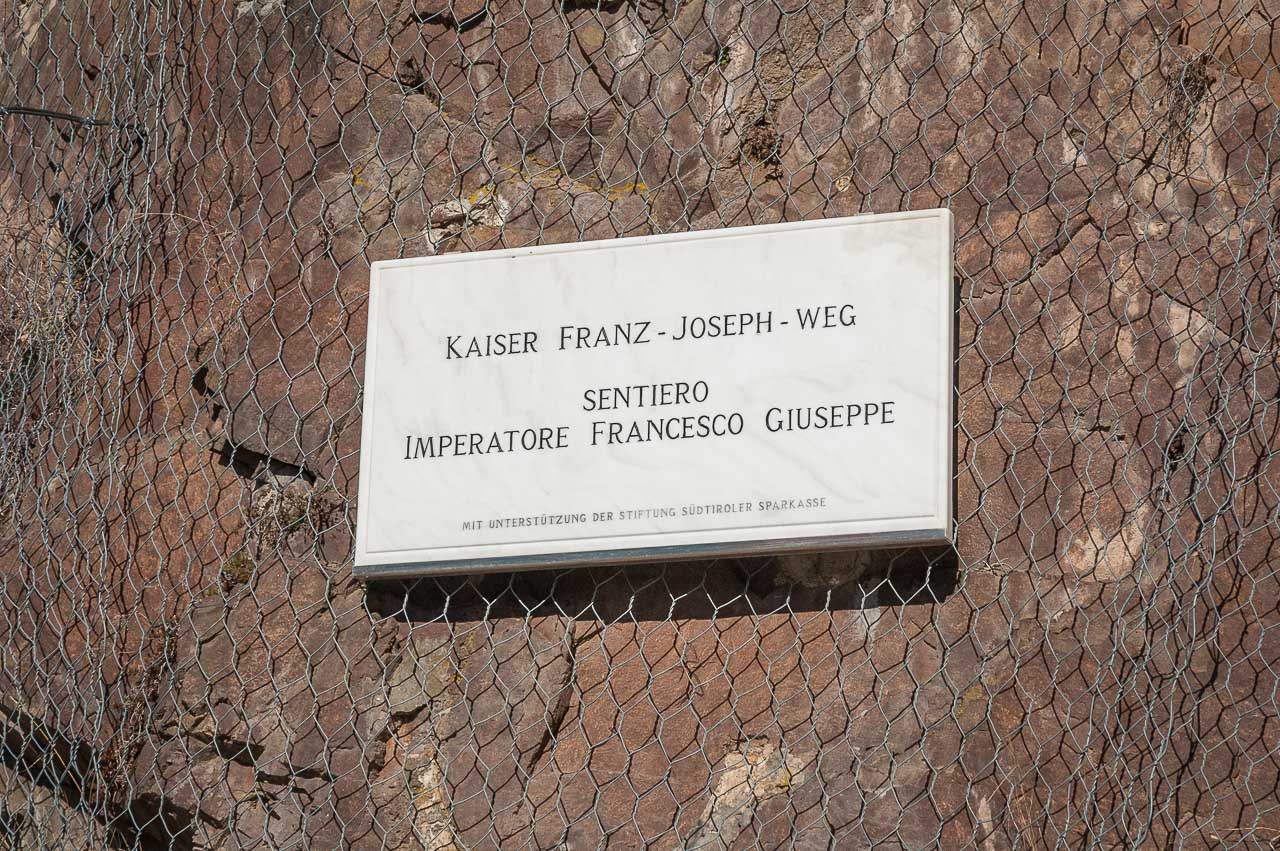 KAISER FRANZ-JOSEPH-WEG
SENTIERO
IMPERATORE FRANCESCO GIUSEPPE
MIT UNTERSTÜTZUNG DER STIFTUNG SÜDTIROLER SPARKASSE